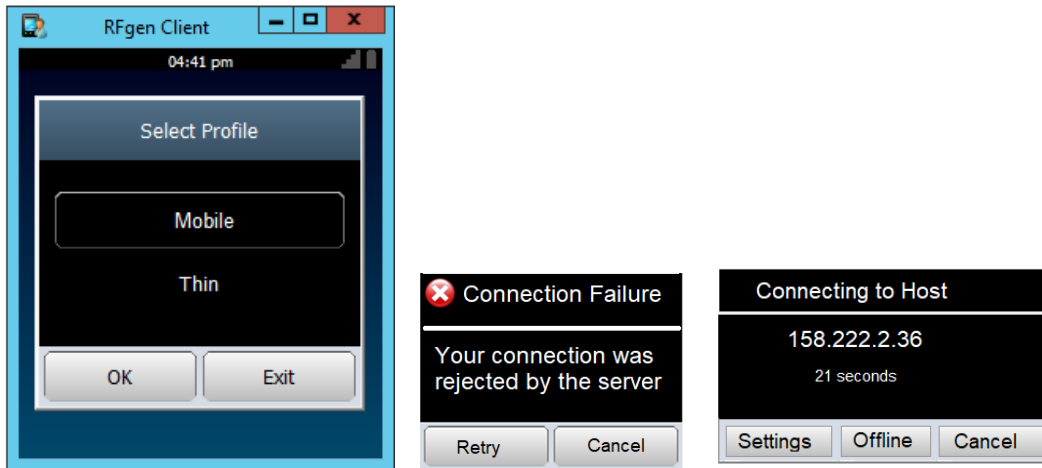 RFgen Client
04:41 pm
Select Profile
Mobile
Thin
OK Exit
Connection Failure
Your connection was
rejected by the server
Retry Cancel
Connecting to Host
158.222.2.36
21 seconds
Settings Offline Cancel